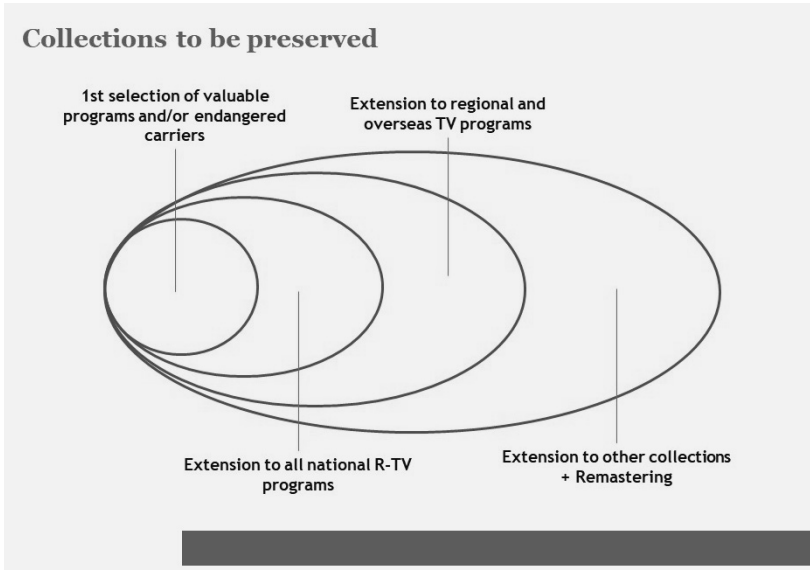 Collections to be preserved
1st selection of valuable
programs and/or endangered
carriers
Extension to regional and
overseas TV programs
Extension to all national R-TV
programs
Extension to other collections
+ Remastering